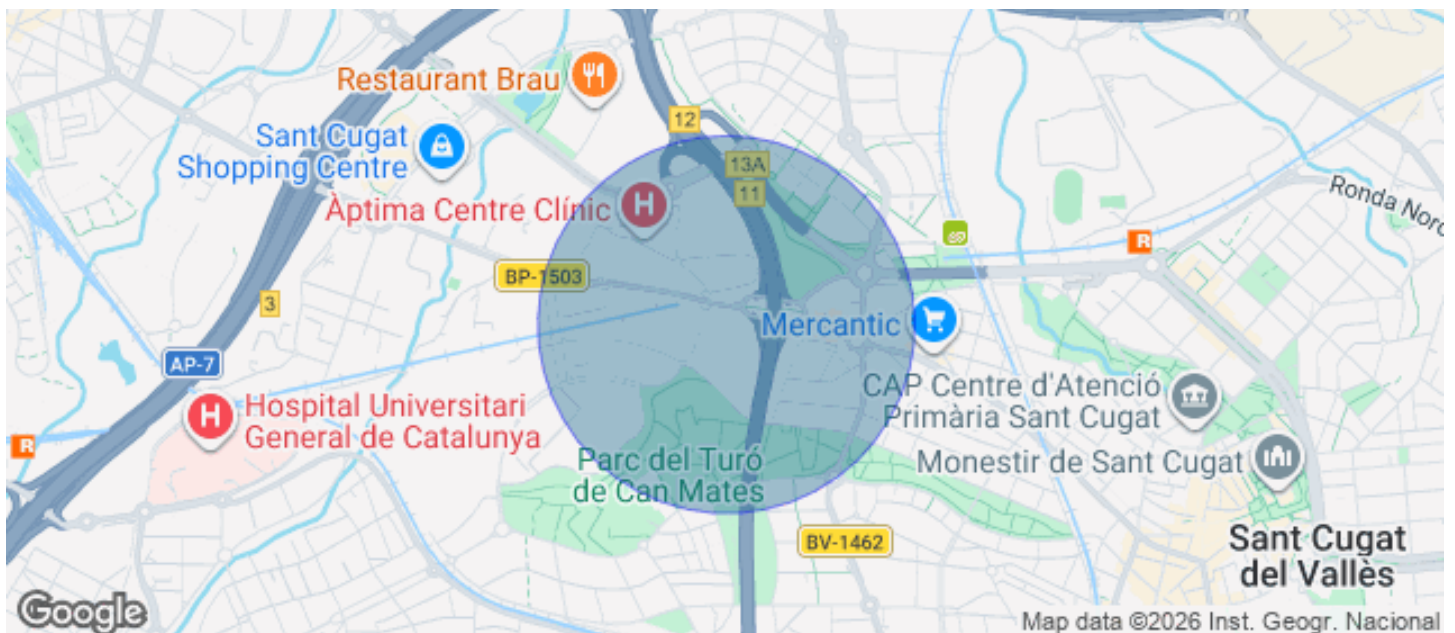 Restaurant Brau
12
Sant Cugat
Shopping Centre
13A
11
Àptima Centre Clínic
H
Ronda Nord
R
BP-1503
3
Mercantic
AP-7
CAP Centre d'Atenció
Primària Sant Cugat
H
Hospital Universitari
General de Catalunya
R
Parc del Turó
de Can Mates
Monestir de Sant Cugat
BV-1462
Sant Cugat
del Vallès
Google
Map data ©2026 Inst. Geogr. Nacional